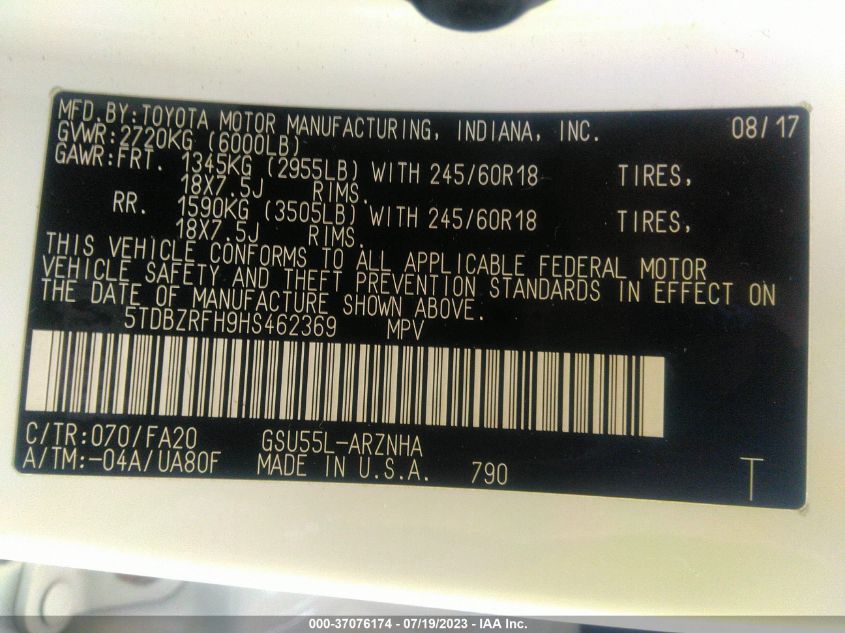 MFD. BY: TOYOTA MOTOR MANUFACTURING, INDIANA, INC. 08/17
GVWR: 2720KG (6000LB)
GAWR: FRT. 1345KG (2955LB) WITH 245/60R18 TIRES,
18X7.5J RIMS.
RR. 1590KG (3505LB) WITH 245/60R18 TIRES,
18X7.5J RIMS.
THIS VEHICLE CONFORMS TO ALL APPLICABLE FEDERAL MOTOR
VEHICLE SAFETY AND THEFT PREVENTION STANDARDS IN EFFECT ON
THE DATE OF MANUFACTURE SHOWN ABOVE.
5TDBZRFH9HS462369 MPV
C/TR: 070/FA20 GSU55L-ARZNHA
A/TM: -04A/UA80F MADE IN U.S.A. 790 T
000-37076174 - 07/19/2023 - IAA Inc.